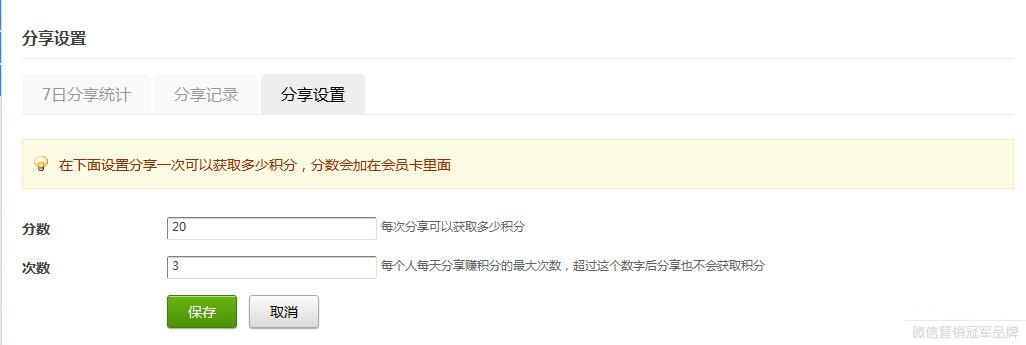 分享设置
7日分享统计 分享记录 分享设置
在下面设置分享一次可以获取多少积分，分数会加在会员卡里面
分数 20 每次分享可以获取多少积分
次数 3 每个人每天分享赚积分的最大次数，超过这个数字后分享也不会获取积分
保存 取消
微信营销冠军品牌